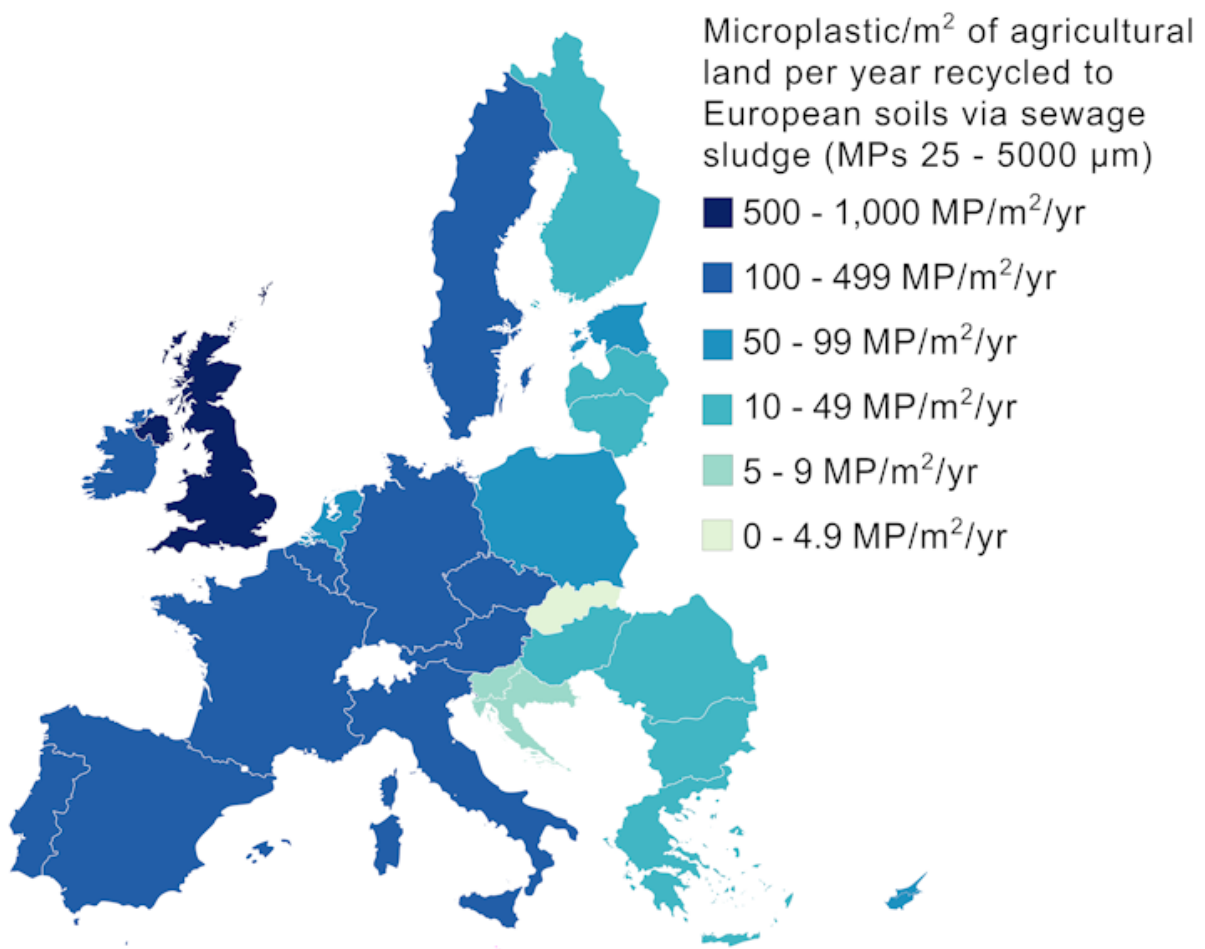 Microplastic/m² of agricultural
land per year recycled to
European soils via sewage
sludge (MPs 25 - 5000 µm)
500 - 1,000 MP/m²/yr
100 - 499 MP/m²/yr
50 - 99 MP/m²/yr
10 - 49 MP/m²/yr
5 - 9 MP/m²/yr
0 - 4.9 MP/m²/yr